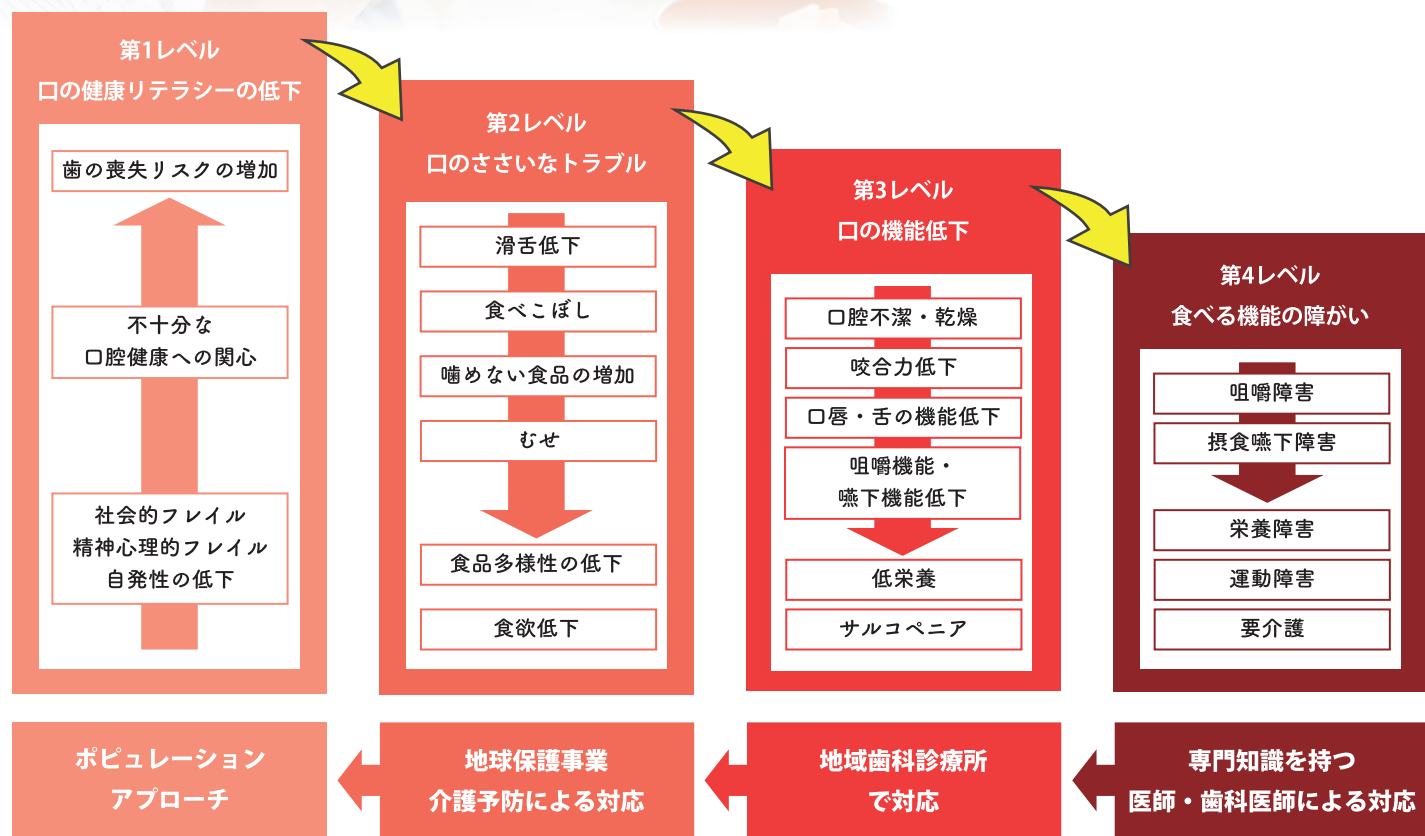 第1レベル
口の健康リテラシーの低下
歯の喪失リスクの増加
不十分な
口腔健康への関心
社会的フレイル
精神心理的フレイル
自発性の低下
第2レベル
口のささいなトラブル
滑舌低下
食べこぼし
噛めない食品の増加
むせ
食品多様性の低下
食欲低下
第3レベル
口の機能低下
口腔不潔・乾燥
咬合力低下
口唇・舌の機能低下
咀嚼機能・
嚥下機能低下
低栄養
サルコペニア
第4レベル
食べる機能の障がい
咀嚼障害
摂食嚥下障害
栄養障害
運動障害
要介護
ポピュレーション
アプローチ
地球保護事業
介護予防による対応
地域歯科診療所
で対応
専門知識を持つ
医師・歯科医師による対応